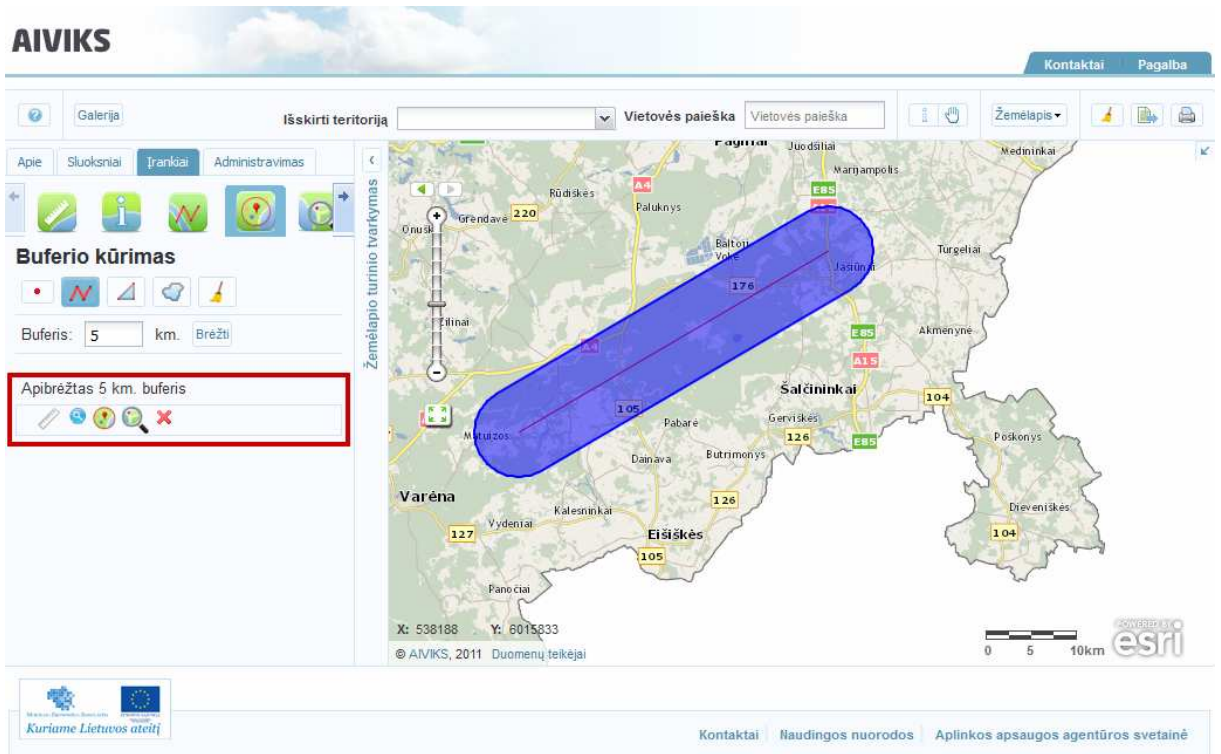 AIVIKS
Kontaktai Pagalba
Galerija
Išskirti teritoriją
Vietovės paieška
Vietovės paieška
Žemėlapis
Apie Sluoksniai Įrankiai Administravimas
Žemėlapio turinio tvarkymas
Buferio kūrimas
Buferis: 5 km. Brėžti
Apibrėžtas 5 km. buferis
Juodšiliai
Medininkai
Marijampolis
Rūdiškės
A4
E85
Paluknys
Grendavė 220
Baltoji Vokė
Turgeliai
Jašiūnai
176
E85
Akmenynė
A4
A15
Šalčininkai
104
105
Pabarė
Gerviškės
126
E85
Poškonys
Matuizos
Dainava
Butrimonys
Varėna
126
Dieveniškės
Kalesninkai
Vydeniai
127
Eišiškės
104
105
Panočiai
X: 538188 Y: 6015833
© AIVIKS, 2011 Duomenų teikėjai
0 5 10km
POWERED BY
esri
Kuriame Lietuvos ateitį
Kontaktai Naudingos nuorodos Aplinkos apsaugos agentūros svetainė